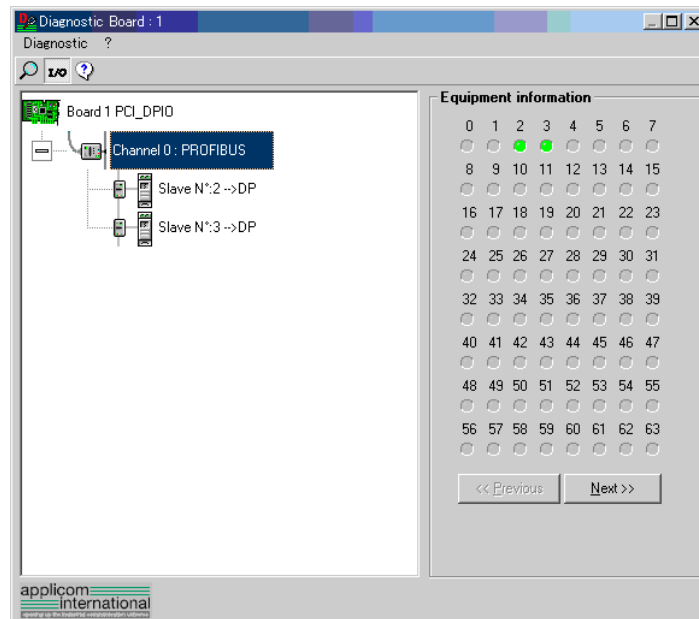 Diagnostic Board : 1
Diagnostic ?
I/O ?
Board 1 PCI_DPIO
Channel 0 : PROFIBUS
Slave N°:2 -->DP
Slave N°:3 -->DP
Equipment information
0 1 2 3 4 5 6 7
8 9 10 11 12 13 14 15
16 17 18 19 20 21 22 23
24 25 26 27 28 29 30 31
32 33 34 35 36 37 38 39
40 41 42 43 44 45 46 47
48 49 50 51 52 53 54 55
56 57 58 59 60 61 62 63
<< Previous Next >>
applicom
international